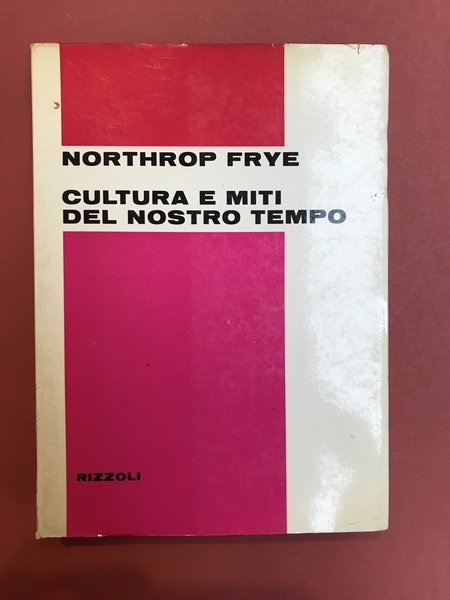 NORTHROP FRYE
CULTURA E MITI
DEL NOSTRO TEMPO
RIZZOLI